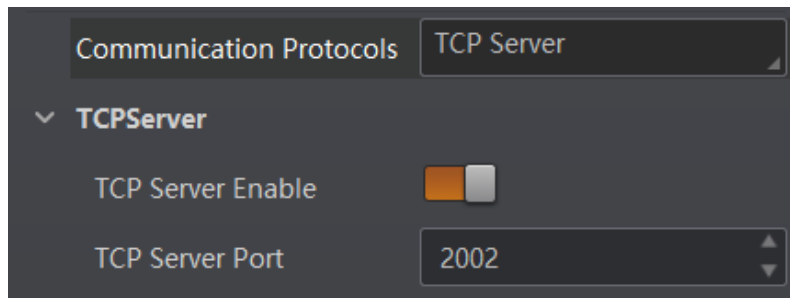 Communication Protocols TCP Server
TCPServer
TCP Server Enable
TCP Server Port 2002